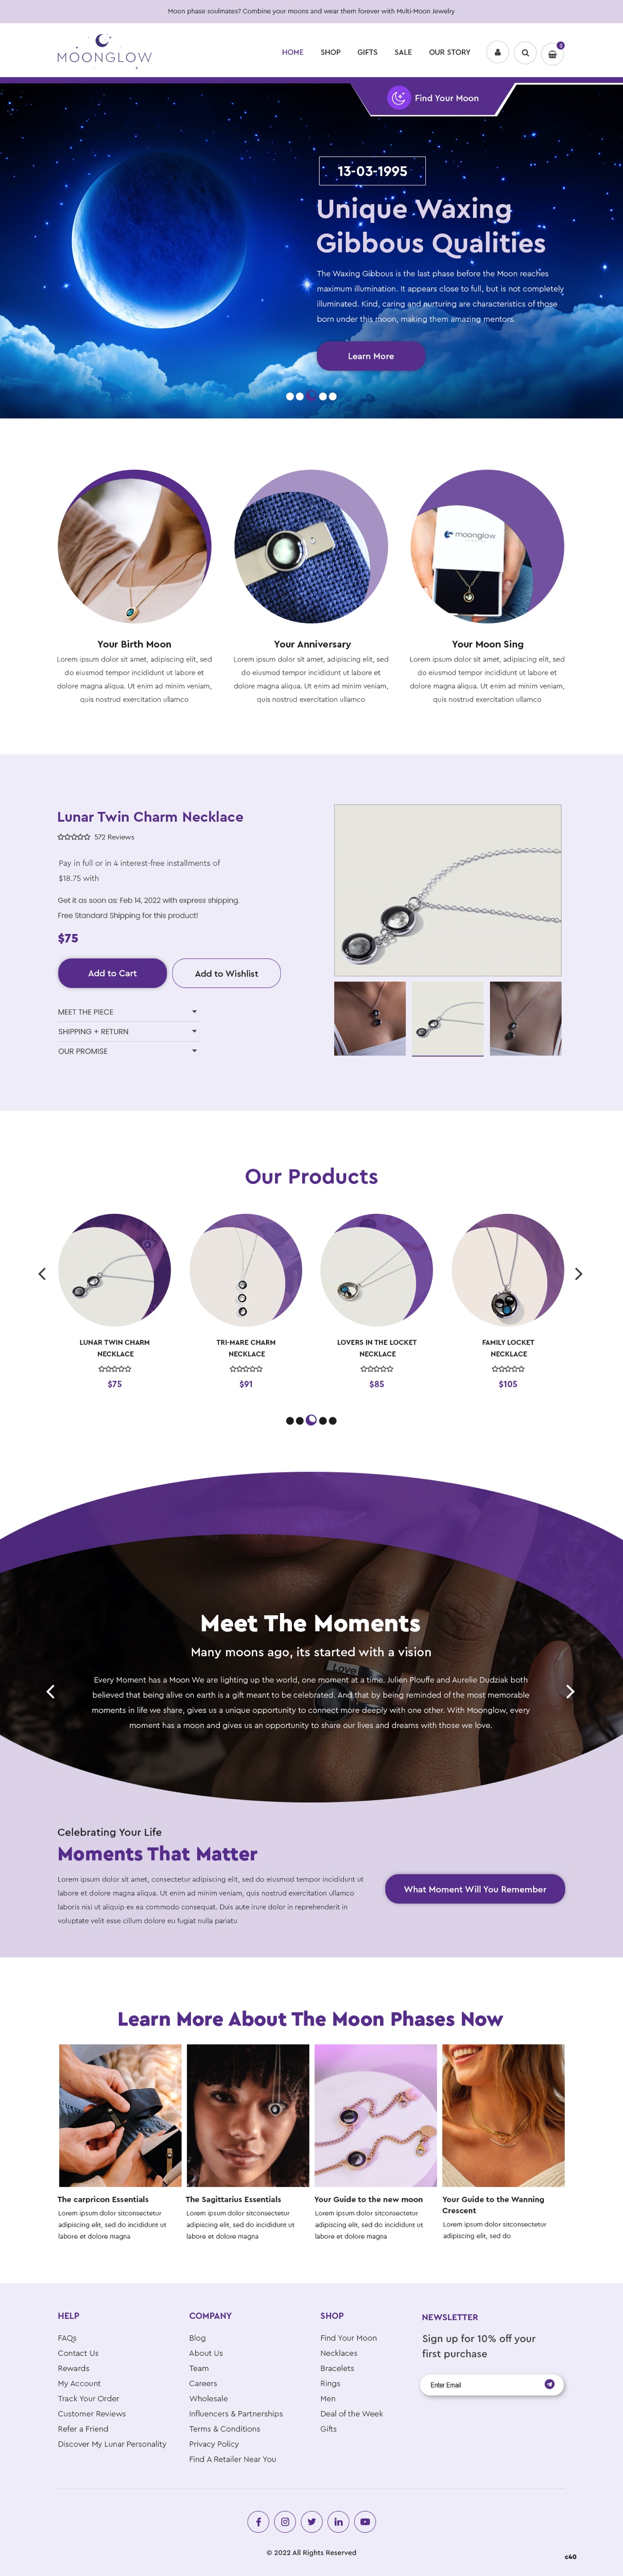 Moon phase soulmates? Combine your moons and wear them forever with Multi-Moon Jewelry
MOONGLOW
HOME SHOP GIFTS SALE OUR STORY
Find Your Moon
13-03-1995
Unique Waxing
Gibbous Qualities
The Waxing Gibbous is the last phase before the Moon reaches
maximum illumination. It appears close to full, but is not completely
illuminated. Kind, caring and nurturing are characteristics of those
born under this moon, making them amazing mentors.
Learn More
moonglow
Your Birth Moon
Lorem ipsum dolor sit amet, adipiscing elit, sed
do eiusmod tempor incididunt ut labore et
dolore magna aliqua. Ut enim ad minim veniam,
quis nostrud exercitation ullamco
Your Anniversary
Lorem ipsum dolor sit amet, adipiscing elit, sed
do eiusmod tempor incididunt ut labore et
dolore magna aliqua. Ut enim ad minim veniam,
quis nostrud exercitation ullamco
Your Moon Sing
Lorem ipsum dolor sit amet, adipiscing elit, sed
do eiusmod tempor incididunt ut labore et
dolore magna aliqua. Ut enim ad minim veniam,
quis nostrud exercitation ullamco
Lunar Twin Charm Necklace
572 Reviews
Pay in full or in 4 interest-free installments of
$18.75 with
Get it as soon as: Feb 14, 2022 with express shipping.
Free Standard Shipping for this product!
$75
Add to Cart
Add to Wishlist
MEET THE PIECE
SHIPPING + RETURN
OUR PROMISE
Our Products
LUNAR TWIN CHARM
NECKLACE
$75
TRI-MARE CHARM
NECKLACE
$91
LOVERS IN THE LOCKET
NECKLACE
$85
FAMILY LOCKET
NECKLACE
$105
Meet The Moments
Many moons ago, its started with a vision
Love
Every Moment has a Moon We are lighting up the world, one moment at a time. Julien Plouffe and Aurelie Dudziak both
believed that being alive on earth is a gift meant to be celebrated. And that by being reminded of the most memorable
moments in life we share, gives us a unique opportunity to connect more deeply with one other. With Moonglow, every
moment has a moon and gives us an opportunity to share our lives and dreams with those we love.
Celebrating Your Life
Moments That Matter
Lorem ipsum dolor sit amet, consectetur adipiscing elit, sed do eiusmod tempor incididunt ut
labore et dolore magna aliqua. Ut enim ad minim veniam, quis nostrud exercitation ullamco
laboris nisi ut aliquip ex ea commodo consequat. Duis aute irure dolor in reprehenderit in
voluptate velit esse cillum dolore eu fugiat nulla pariatu
What Moment Will You Remember
Learn More About The Moon Phases Now
The carpricon Essentials
Lorem ipsum dolor sitconsectetur
adipiscing elit, sed do incididunt ut
labore et dolore magna
The Sagittarius Essentials
Lorem ipsum dolor sitconsectetur
adipiscing elit, sed do incididunt ut
labore et dolore magna
Your Guide to the new moon
Lorem ipsum dolor sitconsectetur
adipiscing elit, sed do incididunt ut
labore et dolore magna
Your Guide to the Wanning
Crescent
Lorem ipsum dolor sitconsectetur
adipiscing elit, sed do
HELP
FAQs
Contact Us
Rewards
My Account
Track Your Order
Customer Reviews
Refer a Friend
Discover My Lunar Personality
COMPANY
Blog
About Us
Team
Careers
Wholesale
Influencers & Partnerships
Terms & Conditions
Privacy Policy
Find A Retailer Near You
SHOP
Find Your Moon
Necklaces
Bracelets
Rings
Men
Deal of the Week
Gifts
NEWSLETTER
Sign up for 10% off your
first purchase
Enter Email
© 2022 All Rights Reserved
c40